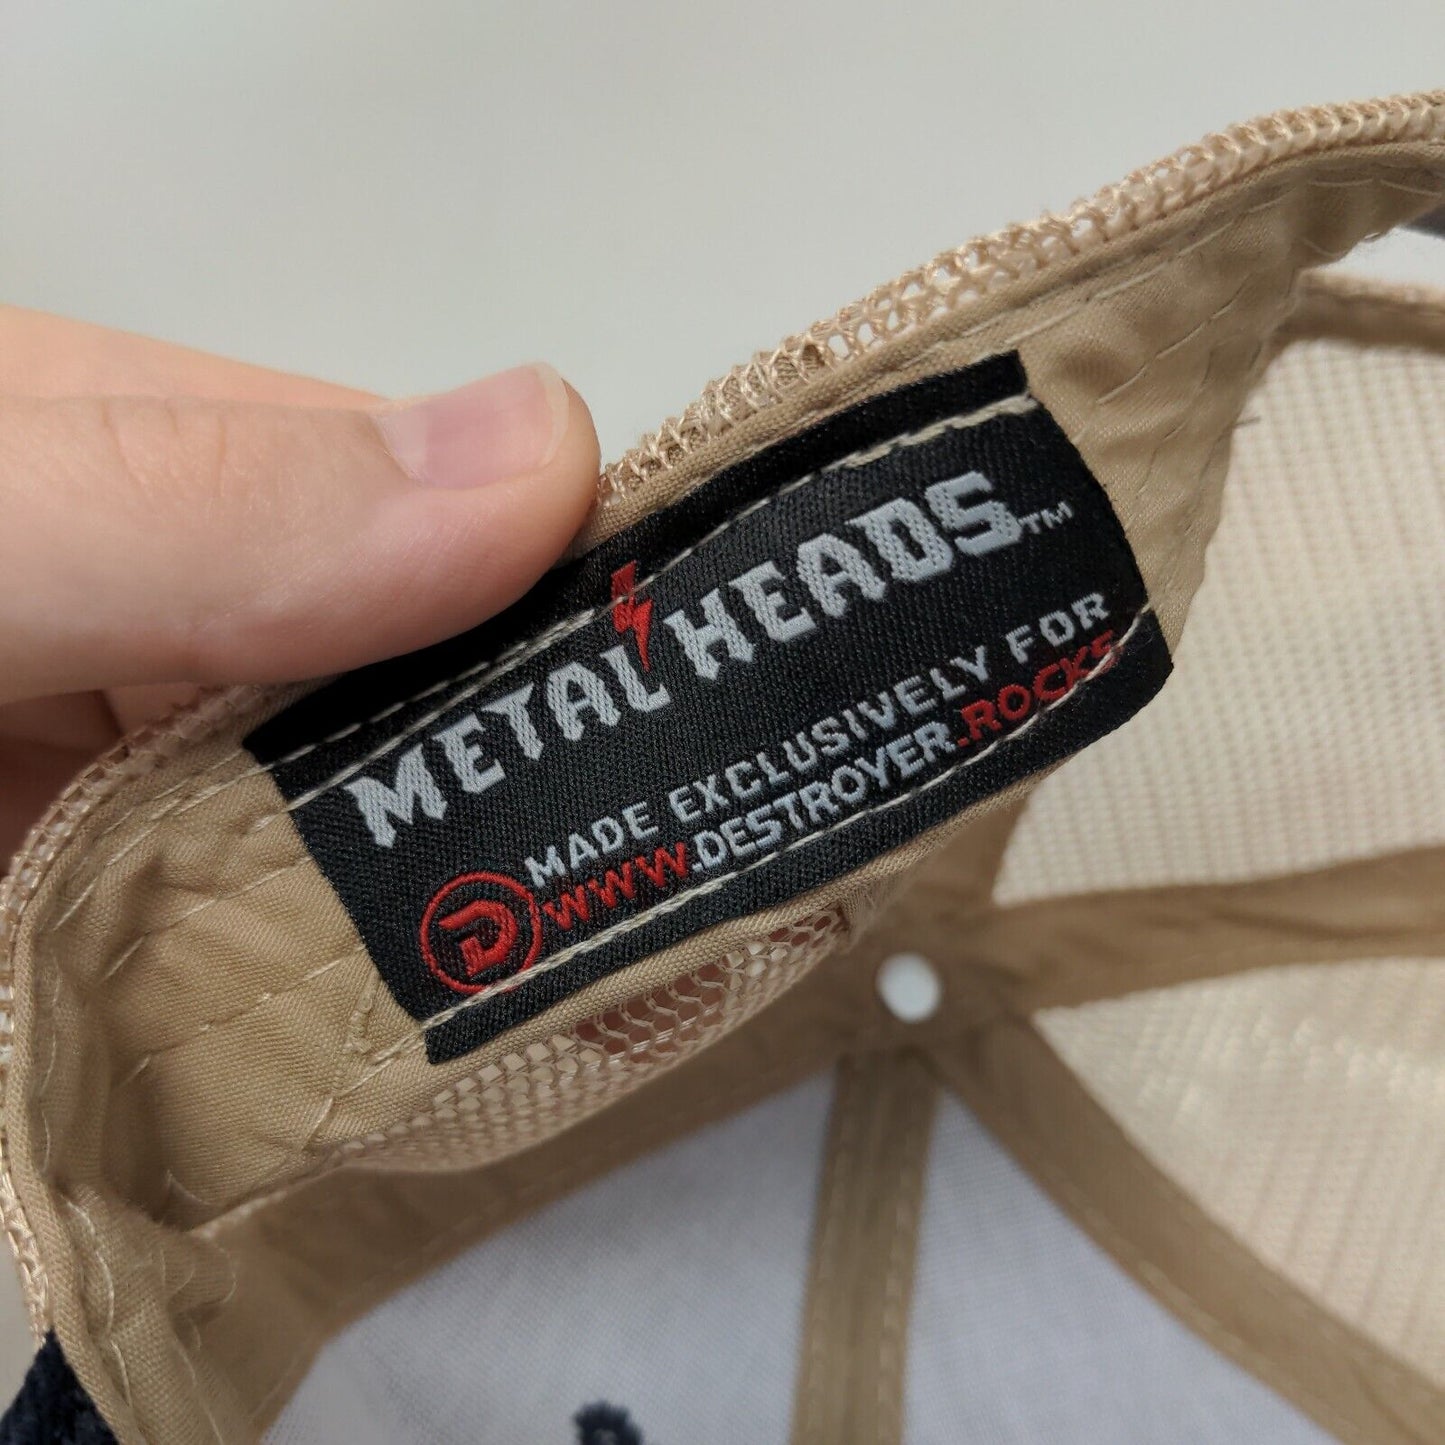 METAL HEADS™
MADE EXCLUSIVELY FOR
D WWW.DESTROYER.ROCKS